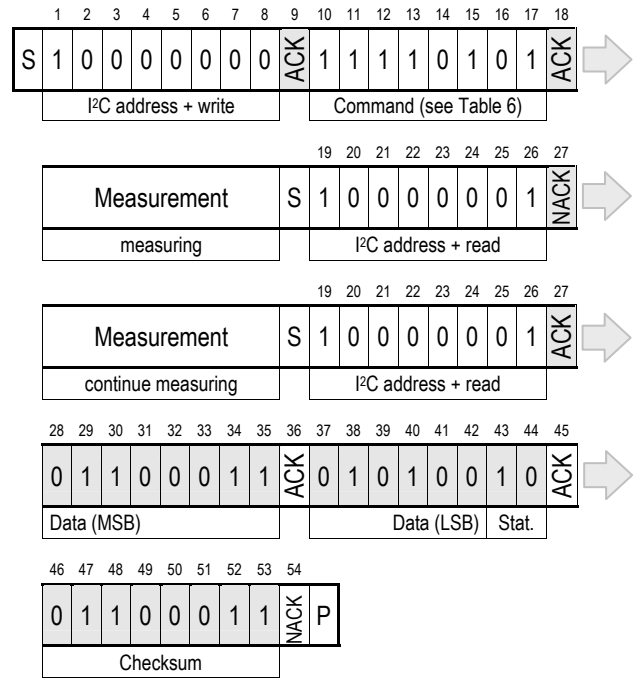 1 2 3 4 5 6 7 8 9 10 11 12 13 14 15 16 17 18
S 1 0 0 0 0 0 0 0 ACK 1 1 1 1 0 1 0 1 ACK
I²C address + write Command (see Table 6)
19 20 21 22 23 24 25 26 27
Measurement S 1 0 0 0 0 0 0 1 NACK
measuring I²C address + read
19 20 21 22 23 24 25 26 27
Measurement S 1 0 0 0 0 0 0 1 ACK
continue measuring I²C address + read
28 29 30 31 32 33 34 35 36 37 38 39 40 41 42 43 44 45
0 1 1 0 0 0 1 1 ACK 0 1 0 1 0 0 1 0 ACK
Data (MSB) Data (LSB) Stat.
46 47 48 49 50 51 52 53 54
0 1 1 0 0 0 1 1 NACK P
Checksum